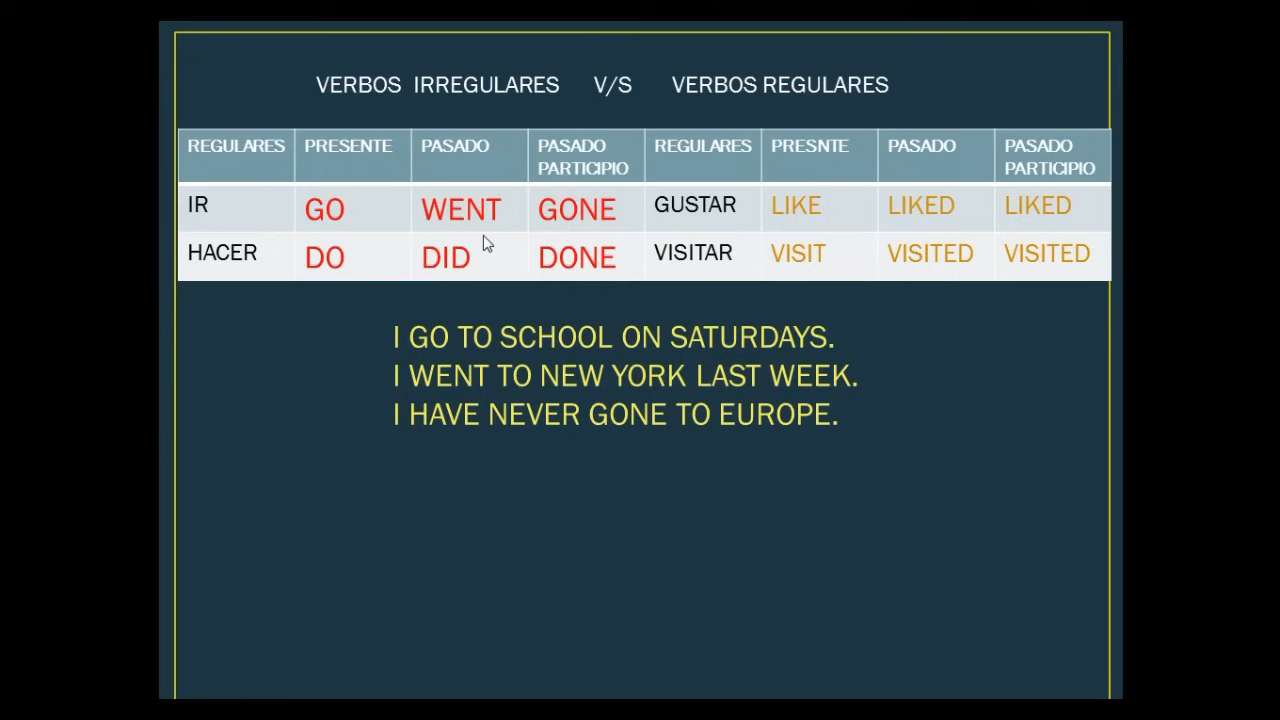 VERBOS IRREGULARES V/S VERBOS REGULARES
REGULARES PRESENTE PASADO PASADO PARTICIPIO REGULARES PRESNTE PASADO PASADO PARTICIPIO
IR GO WENT GONE GUSTAR LIKE LIKED LIKED
HACER DO DID DONE VISITAR VISIT VISITED VISITED
I GO TO SCHOOL ON SATURDAYS.
I WENT TO NEW YORK LAST WEEK.
I HAVE NEVER GONE TO EUROPE.